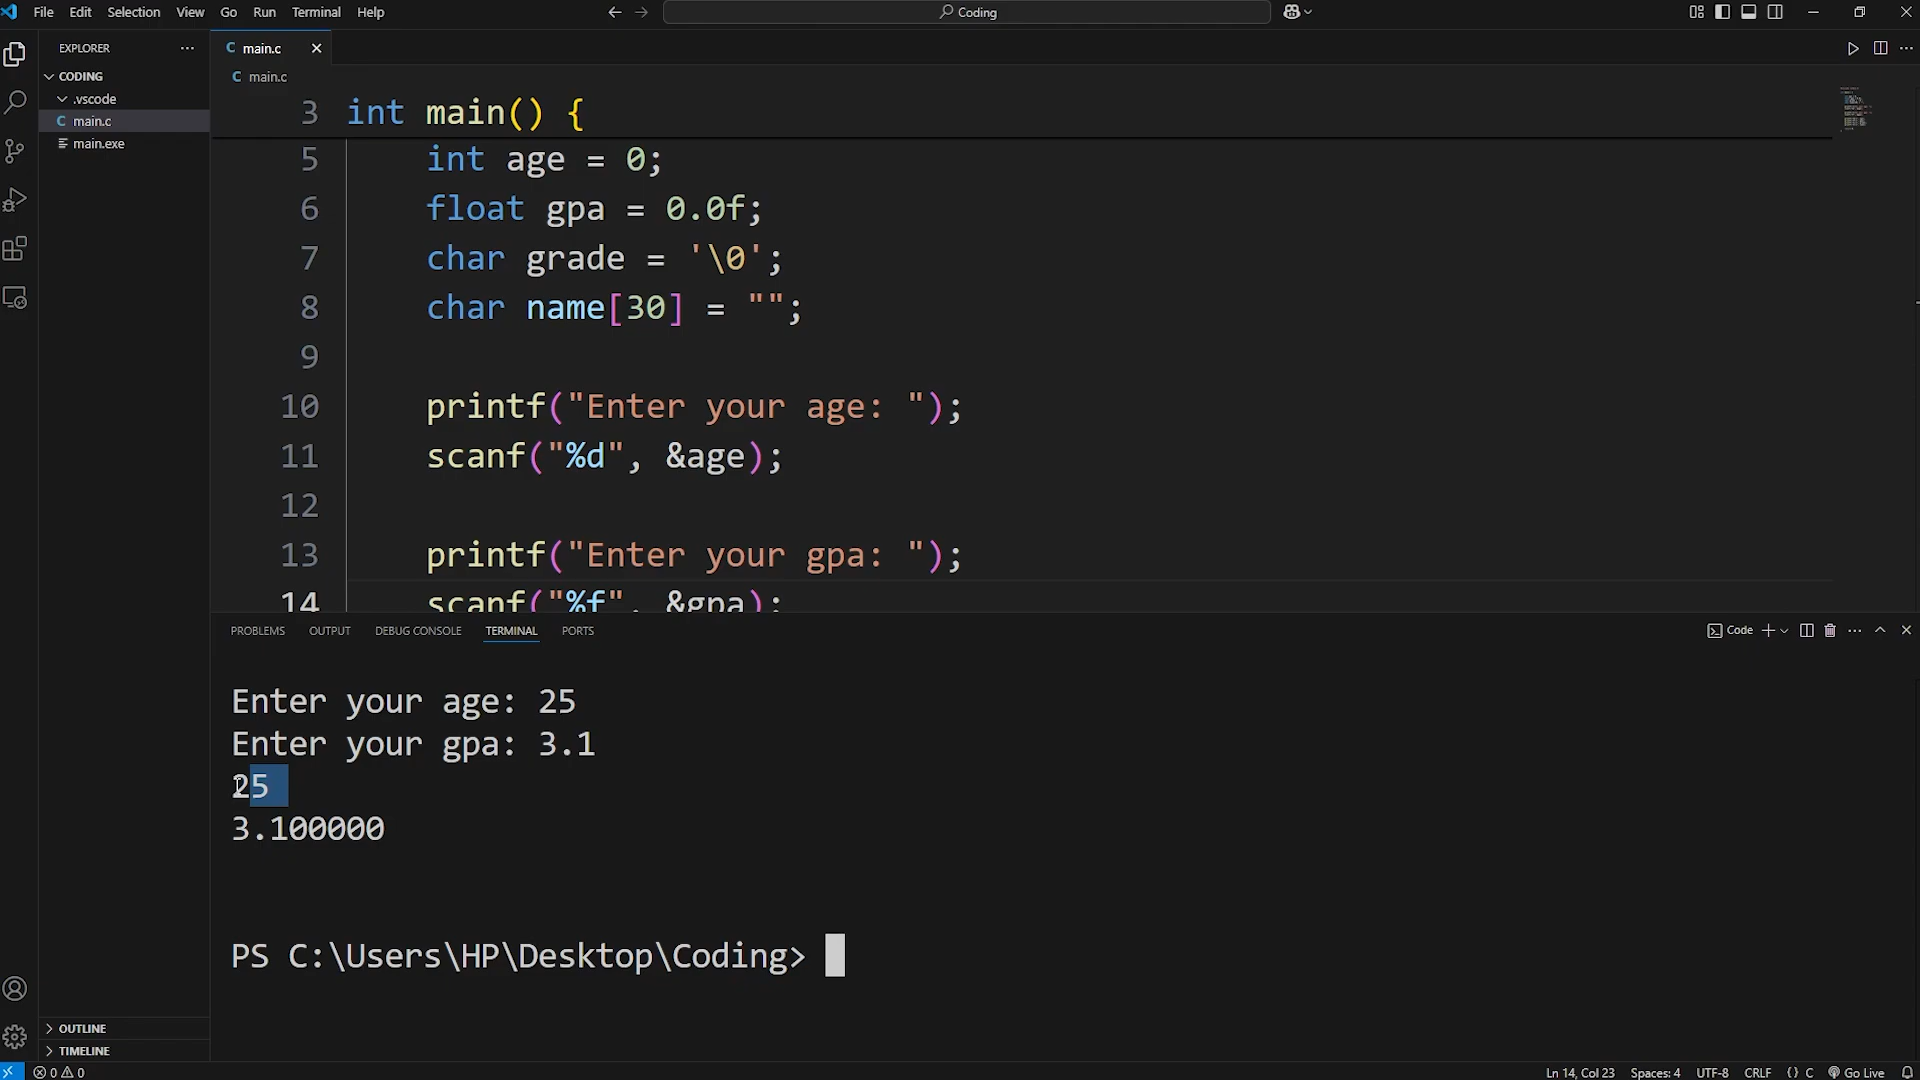 File Edit Selection View Go Run Terminal Help
Coding
EXPLORER
main.c
CODING
.vscode
main.c
main.exe
main.c
3 int main() {
5 int age = 0;
6 float gpa = 0.0f;
7 char grade = '\0';
8 char name[30] = "";
9
10 printf("Enter your age: ");
11 scanf("%d", &age);
12
13 printf("Enter your gpa: ");
14 scanf("%f", &gpa);
PROBLEMS OUTPUT DEBUG CONSOLE TERMINAL PORTS
Code
Enter your age: 25
Enter your gpa: 3.1
25
3.100000
PS C:\Users\HP\Desktop\Coding>
OUTLINE
TIMELINE
0 0
Ln 14, Col 23 Spaces: 4 UTF-8 CRLF {} C Go Live